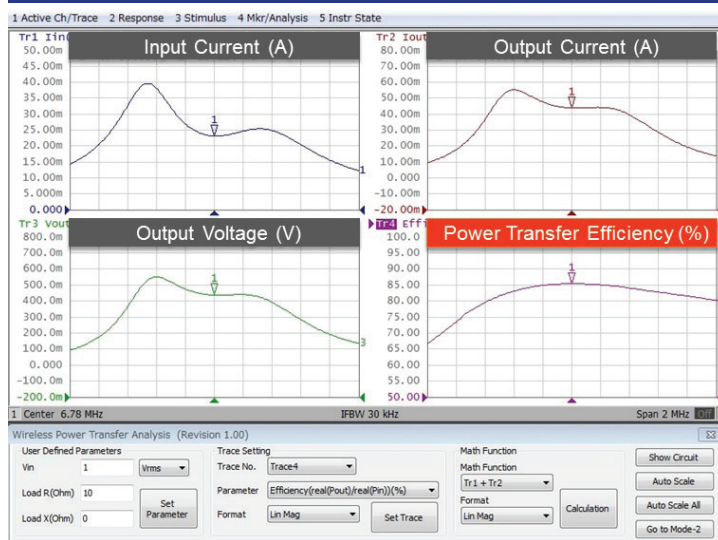 1 Active Ch/Trace 2 Response 3 Stimulus 4 Mkr/Analysis 5 Instr State
Tr1 Iin(
Input Current (A)
50.00m
45.00m
40.00m
35.00m
30.00m
25.00m
20.00m
15.00m
10.00m
5.000m
0.000
1
1
Tr2 Iout
Output Current (A)
80.00m
70.00m
60.00m
50.00m
40.00m
30.00m
20.00m
10.00m
0.000
-10.00m
-20.00m
1
Tr3 Vout
Output Voltage (V)
800.0m
700.0m
600.0m
500.0m
400.0m
300.0m
200.0m
100.0m
0.000
-100.0m
-200.0m
1
3
Tr4 Effi
Power Transfer Efficiency (%)
100.0
95.00
90.00
85.00
80.00
75.00
70.00
65.00
60.00
55.00
50.00
1
1 Center 6.78 MHz IFBW 30 kHz Span 2 MHz Off
Wireless Power Transfer Analysis (Revision 1.00)
User Defined Parameters
Vin 1 Vrms
Load R(Ohm) 10
Load X(Ohm) 0
Set Parameter
Trace Setting
Trace No. Trace4
Parameter Efficiency(real(Pout)/real(Pin))(%)
Format Lin Mag
Set Trace
Math Function
Math Function
Tr1 + Tr2
Format
Lin Mag
Calculation
Show Circuit
Auto Scale
Auto Scale All
Go to Mode-2